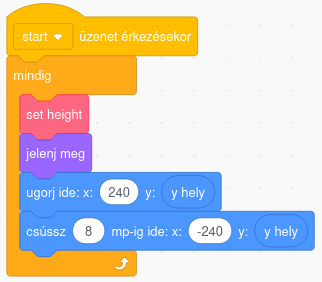 start üzenet érkezésekor
mindig
set height
jelenj meg
ugorj ide: x: 240 y: y hely
csússz 8 mp-ig ide: x: -240 y: y hely